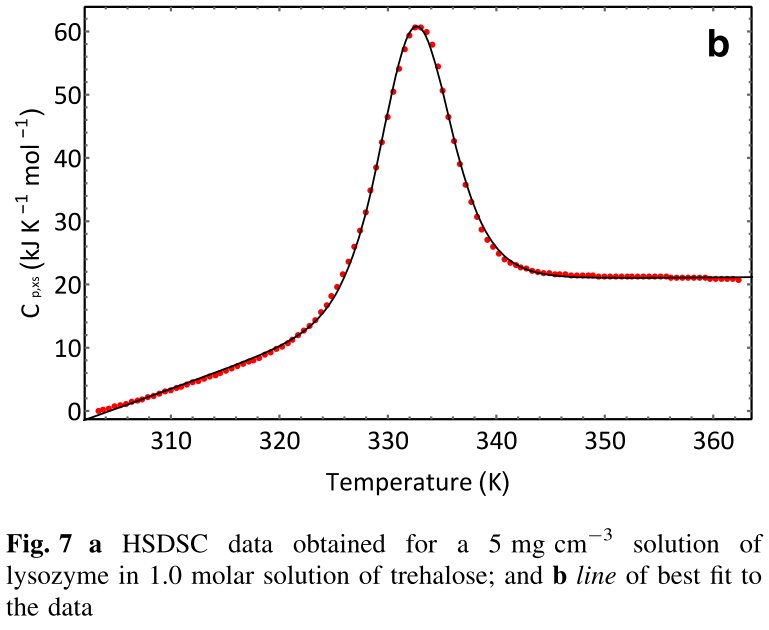 b
60
50
40
30
20
10
0
C p,xs (kJ K −1 mol −1)
310 320 330 340 350 360
Temperature (K)
Fig. 7 a HSDSC data obtained for a 5 mg cm−3 solution of
lysozyme in 1.0 molar solution of trehalose; and b line of best fit to
the data